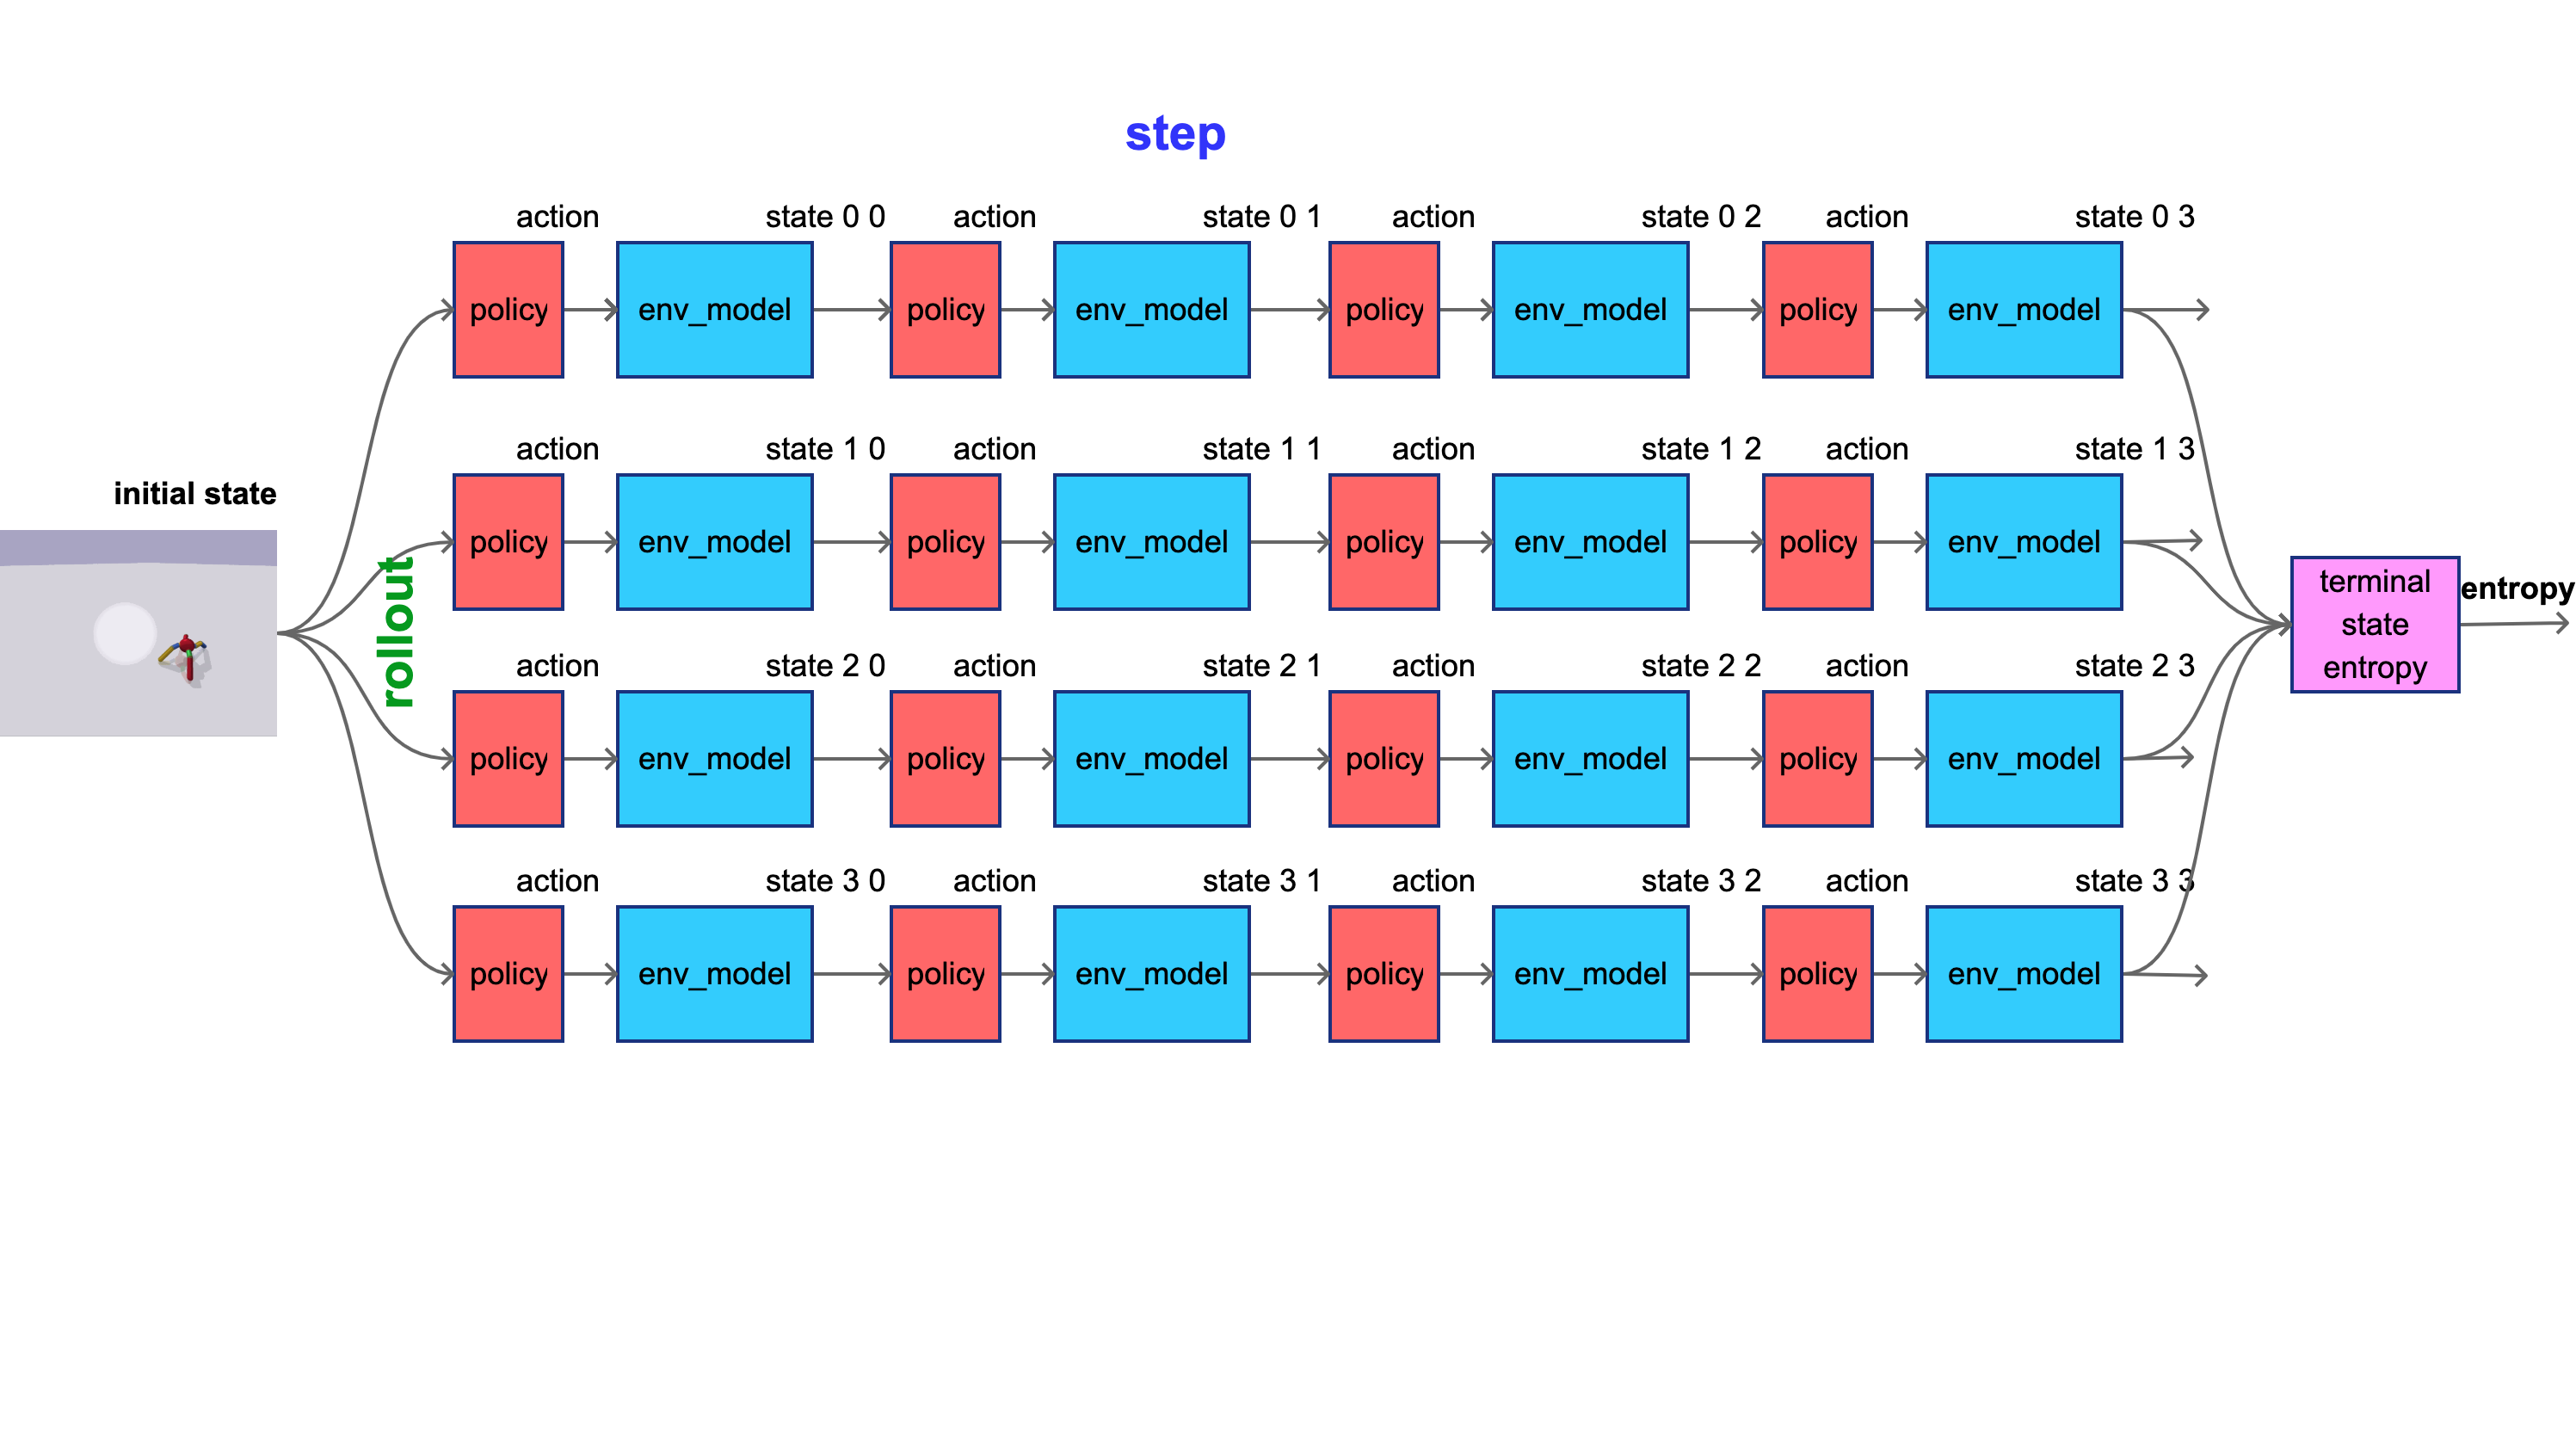 step
action state 0 0 action state 0 1 action state 0 2 action state 0 3
policy env_model policy env_model policy env_model policy env_model
action state 1 0 action state 1 1 action state 1 2 action state 1 3
initial state
policy env_model policy env_model policy env_model policy env_model
rollout
terminal
state
entropy
entropy
action state 2 0 action state 2 1 action state 2 2 action state 2 3
policy env_model policy env_model policy env_model policy env_model
action state 3 0 action state 3 1 action state 3 2 action state 3 3
policy env_model policy env_model policy env_model policy env_model